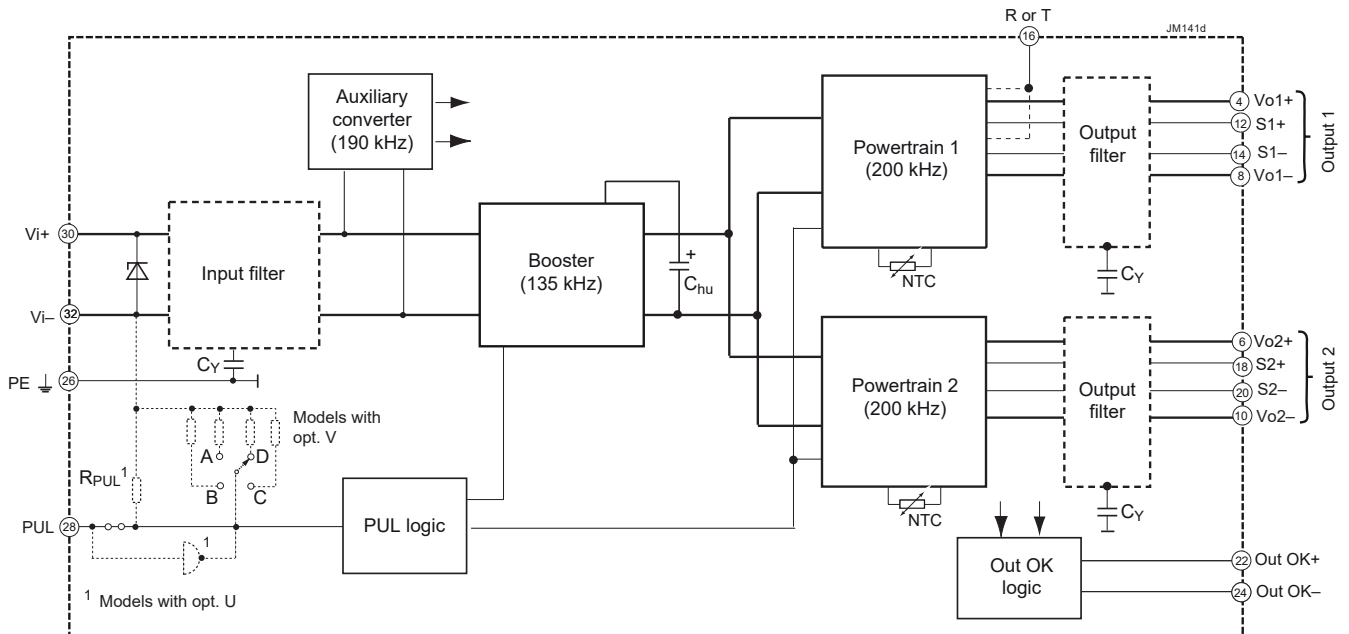 R or T
16
JM141d
Auxiliary
converter
(190 kHz)
Powertrain 1
(200 kHz)
NTC
Output
filter
CY
4 Vo1+
12 S1+
14 S1–
8 Vo1–
Output 1
Vi+ 30
Vi– 32
Input filter
CY
PE 26
Booster
(135 kHz)
+
Chu
Powertrain 2
(200 kHz)
NTC
Output
filter
CY
6 Vo2+
18 S2+
20 S2–
10 Vo2–
Output 2
Models with
opt. V
A
D
B
C
RPUL1
PUL 28
1
PUL logic
1 Models with opt. U
Out OK
logic
22 Out OK+
24 Out OK–